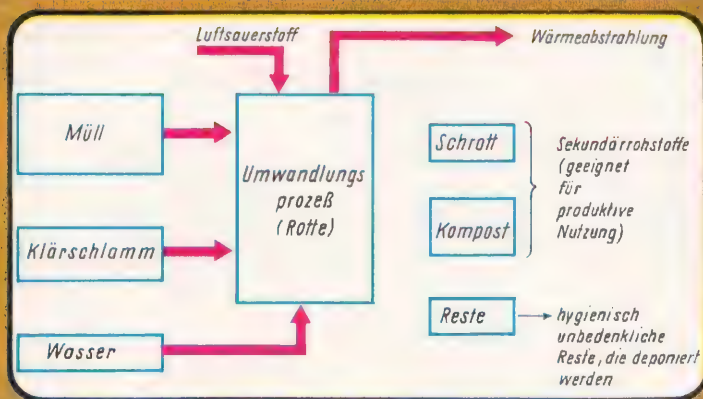 Luftsauerstoff
Wärmeabstrahlung
Müll
Klärschlamm
Wasser
Umwandlungs
prozeß
(Rotte)
Schrott
Kompost
Reste
Sekundärrohstoffe
(geeignet
für
produktive
Nutzung)
hygienisch
unbedenkliche
Reste, die deponiert
werden